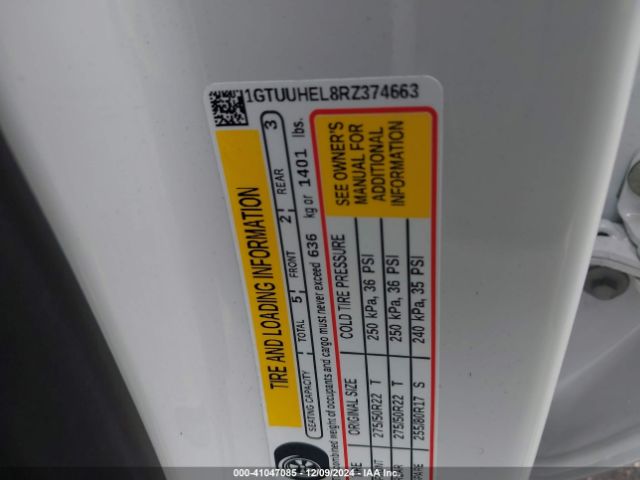 1GTUUHEL8RZ374663
TIRE AND LOADING INFORMATION
SEATING CAPACITY TOTAL 5 FRONT 2 REAR 3
combined weight of occupants and cargo must never exceed 636 kg or 1401 lbs.
ORIGINAL SIZE COLD TIRE PRESSURE
275/50R22 T 250 kPa, 36 PSI
275/50R22 T 250 kPa, 36 PSI
255/80R17 S 240 kPa, 35 PSI
SEE OWNER'S
MANUAL FOR
ADDITIONAL
INFORMATION
000-41047085 - 12/09/2024 - IAA Inc.